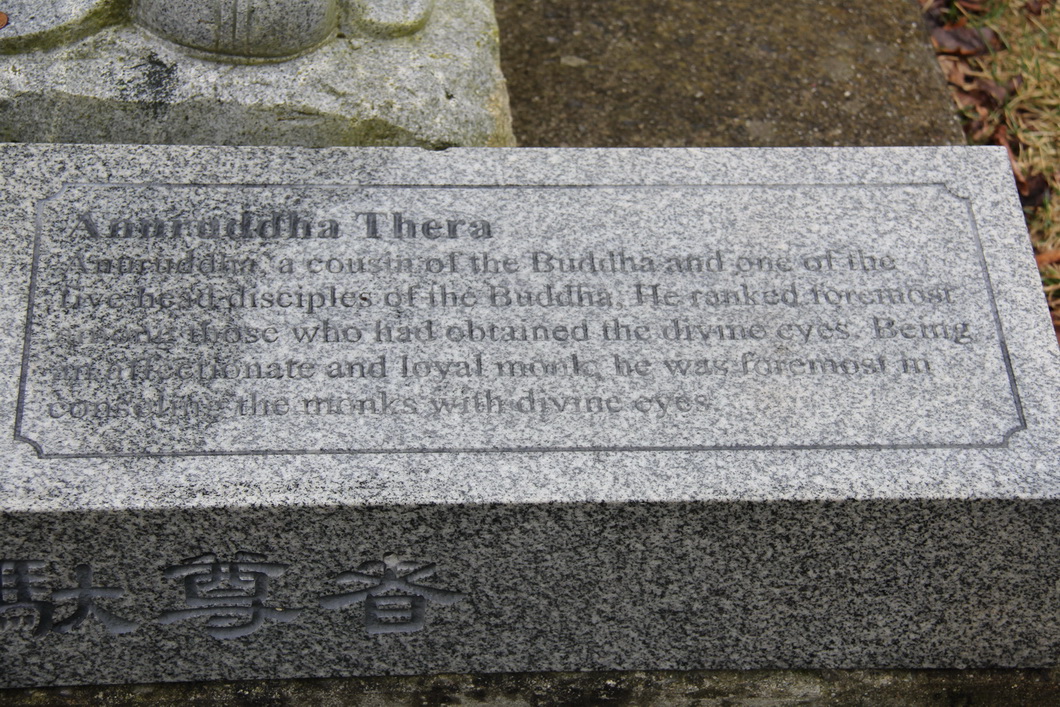 Anuruddha Thera
Anuruddha, a cousin of the Buddha and one of the
five head disciples of the Buddha. He ranked foremost
among those who had obtained the divine eyes. Being
an affectionate and loyal monk, he was foremost in
consoling the monks with divine eyes.
馱尊者